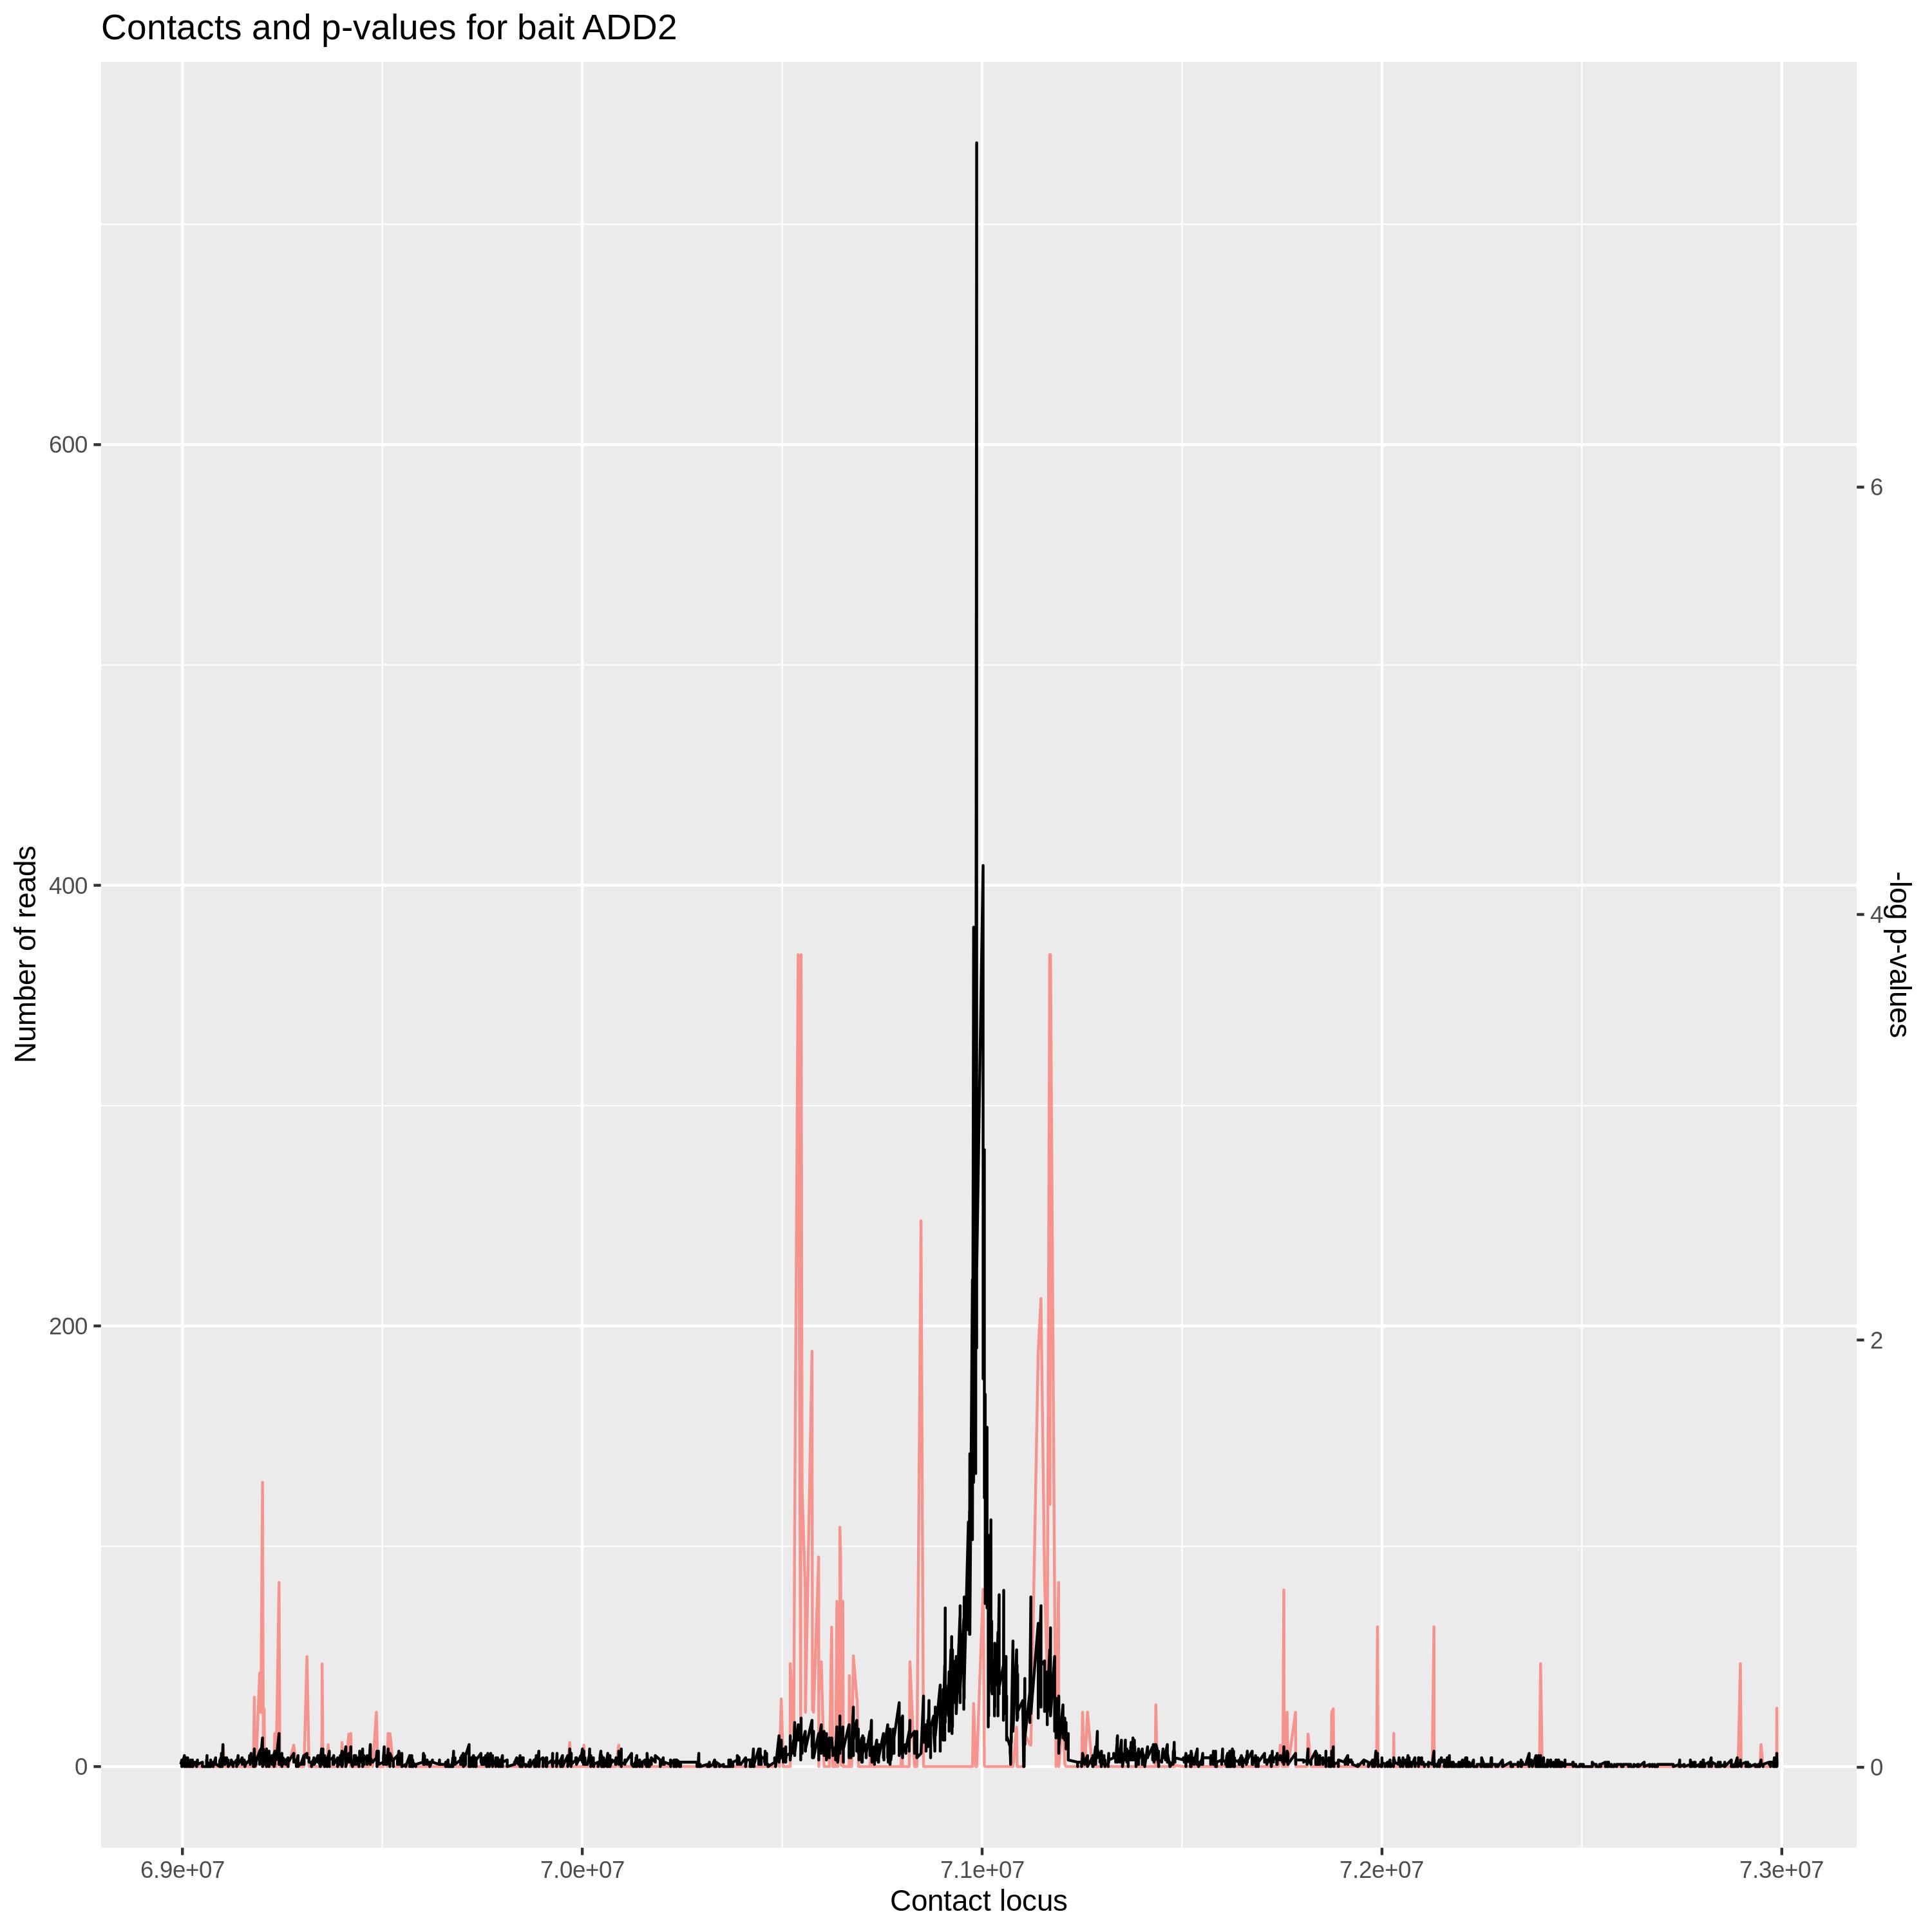 Contacts and p-values for bait ADD2
Number of reads
600
400
200
0
-log p-values
6
4
2
0
6.9e+07
7.0e+07
7.1e+07
7.2e+07
7.3e+07
Contact locus